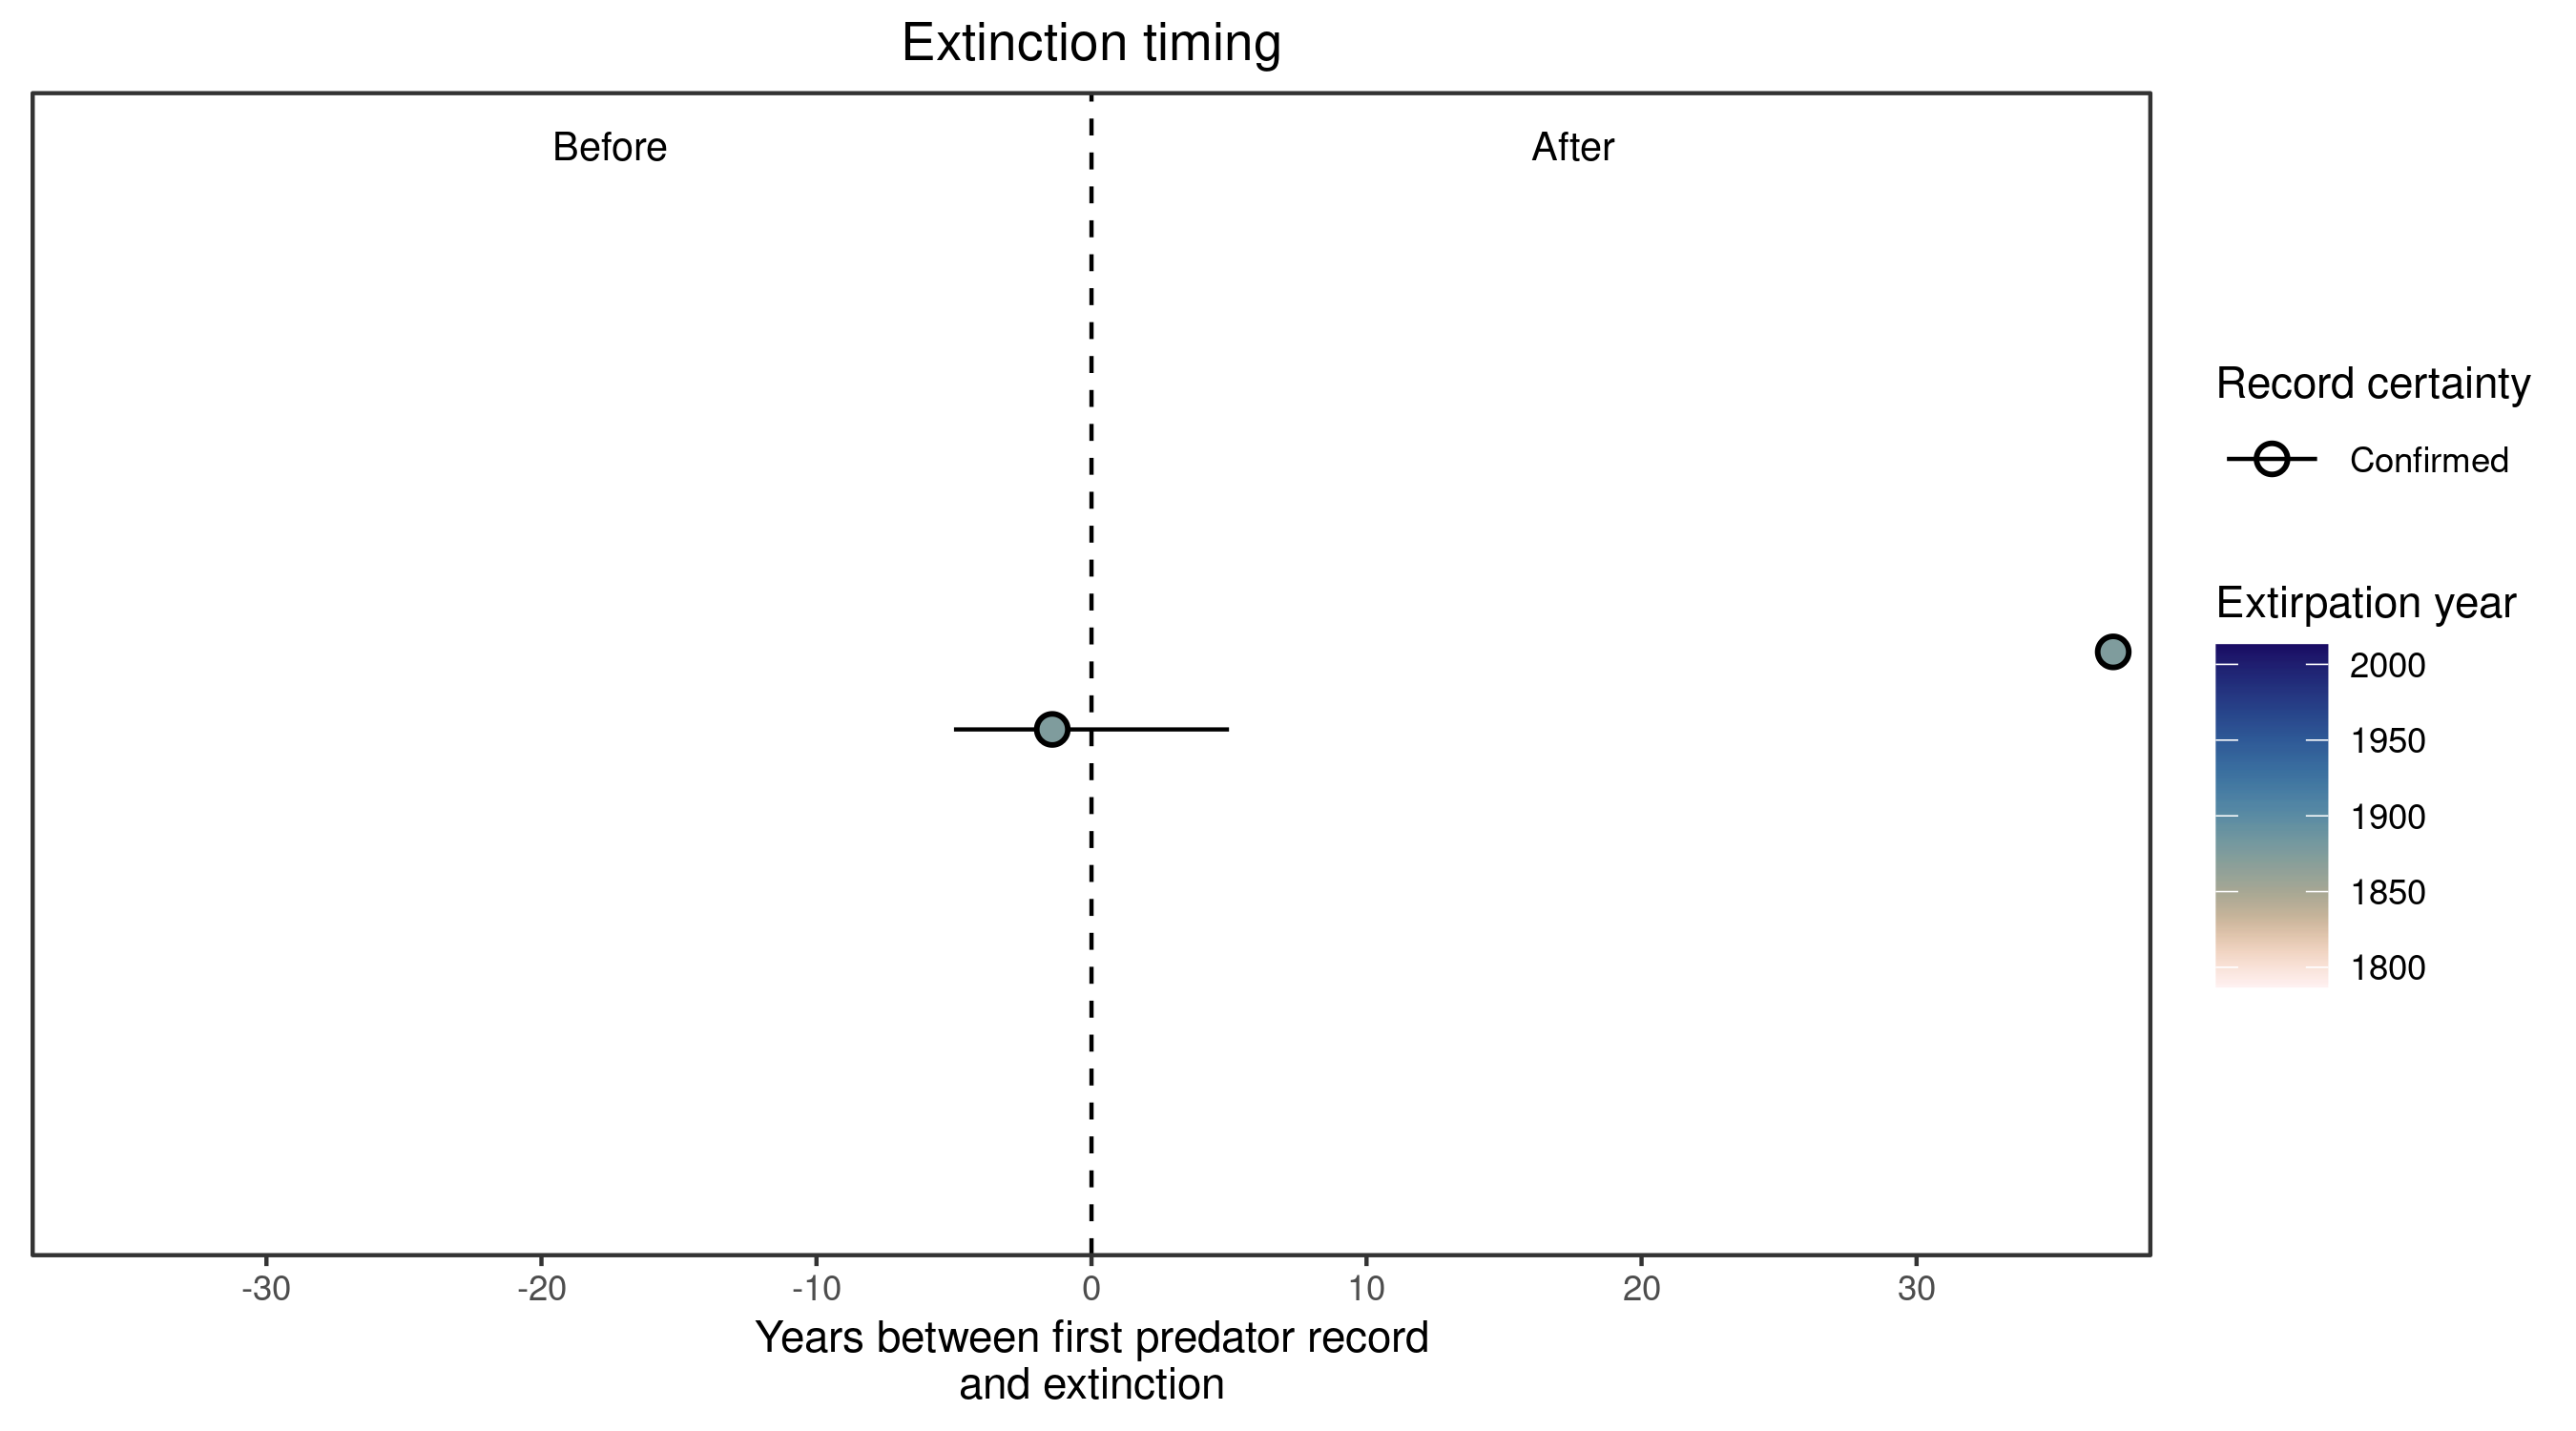 Extinction timing
Before
After
Record certainty
Confirmed
Extirpation year
2000
1950
1900
1850
1800
-30
-20
-10
0
10
20
30
Years between first predator record
and extinction